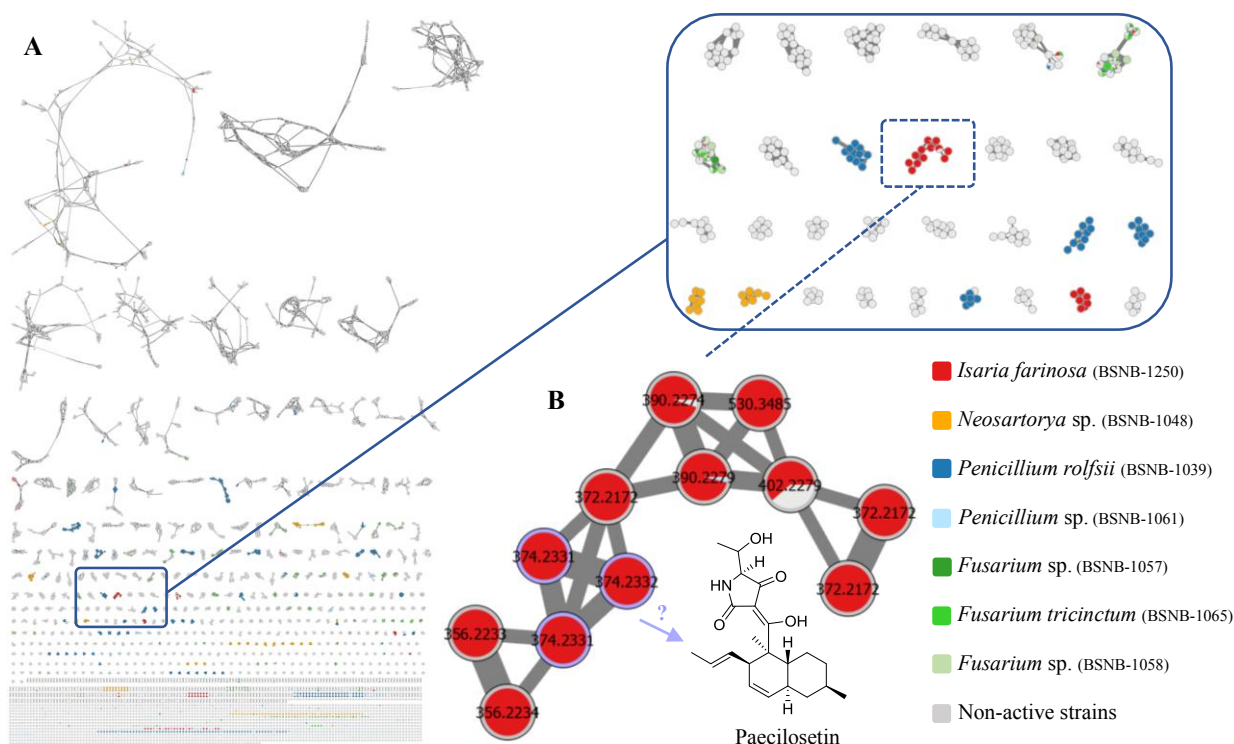 A
B
390.2274
530.3485
390.2279
402.2279
372.2172
372.2172
372.2172
374.2331
374.2332
374.2331
356.2233
356.2234
?
OH
H
HN
O
O
OH
H
H
Paecilosetin
Isaria farinosa (BSNB-1250)
Neosartorya sp. (BSNB-1048)
Penicillium rolfsii (BSNB-1039)
Penicillium sp. (BSNB-1061)
Fusarium sp. (BSNB-1057)
Fusarium tricinctum (BSNB-1065)
Fusarium sp. (BSNB-1058)
Non-active strains